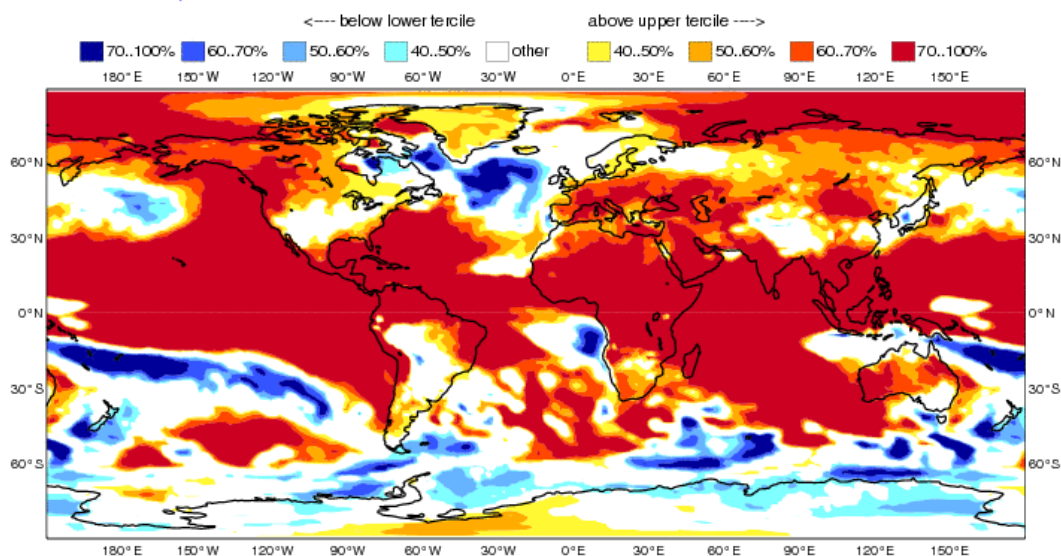 <---- below lower tercile above upper tercile ---->
70..100% 60..70% 50..60% 40..50% other 40..50% 50..60% 60..70% 70..100%
180°E 150°W 120°W 90°W 60°W 30°W 0°E 30°E 60°E 90°E 120°E 150°E
60°N 60°N
30°N 30°N
0°N 0°N
30°S 30°S
60°S 60°S
180°E 150°W 120°W 90°W 60°W 30°W 0°E 30°E 60°E 90°E 120°E 150°E